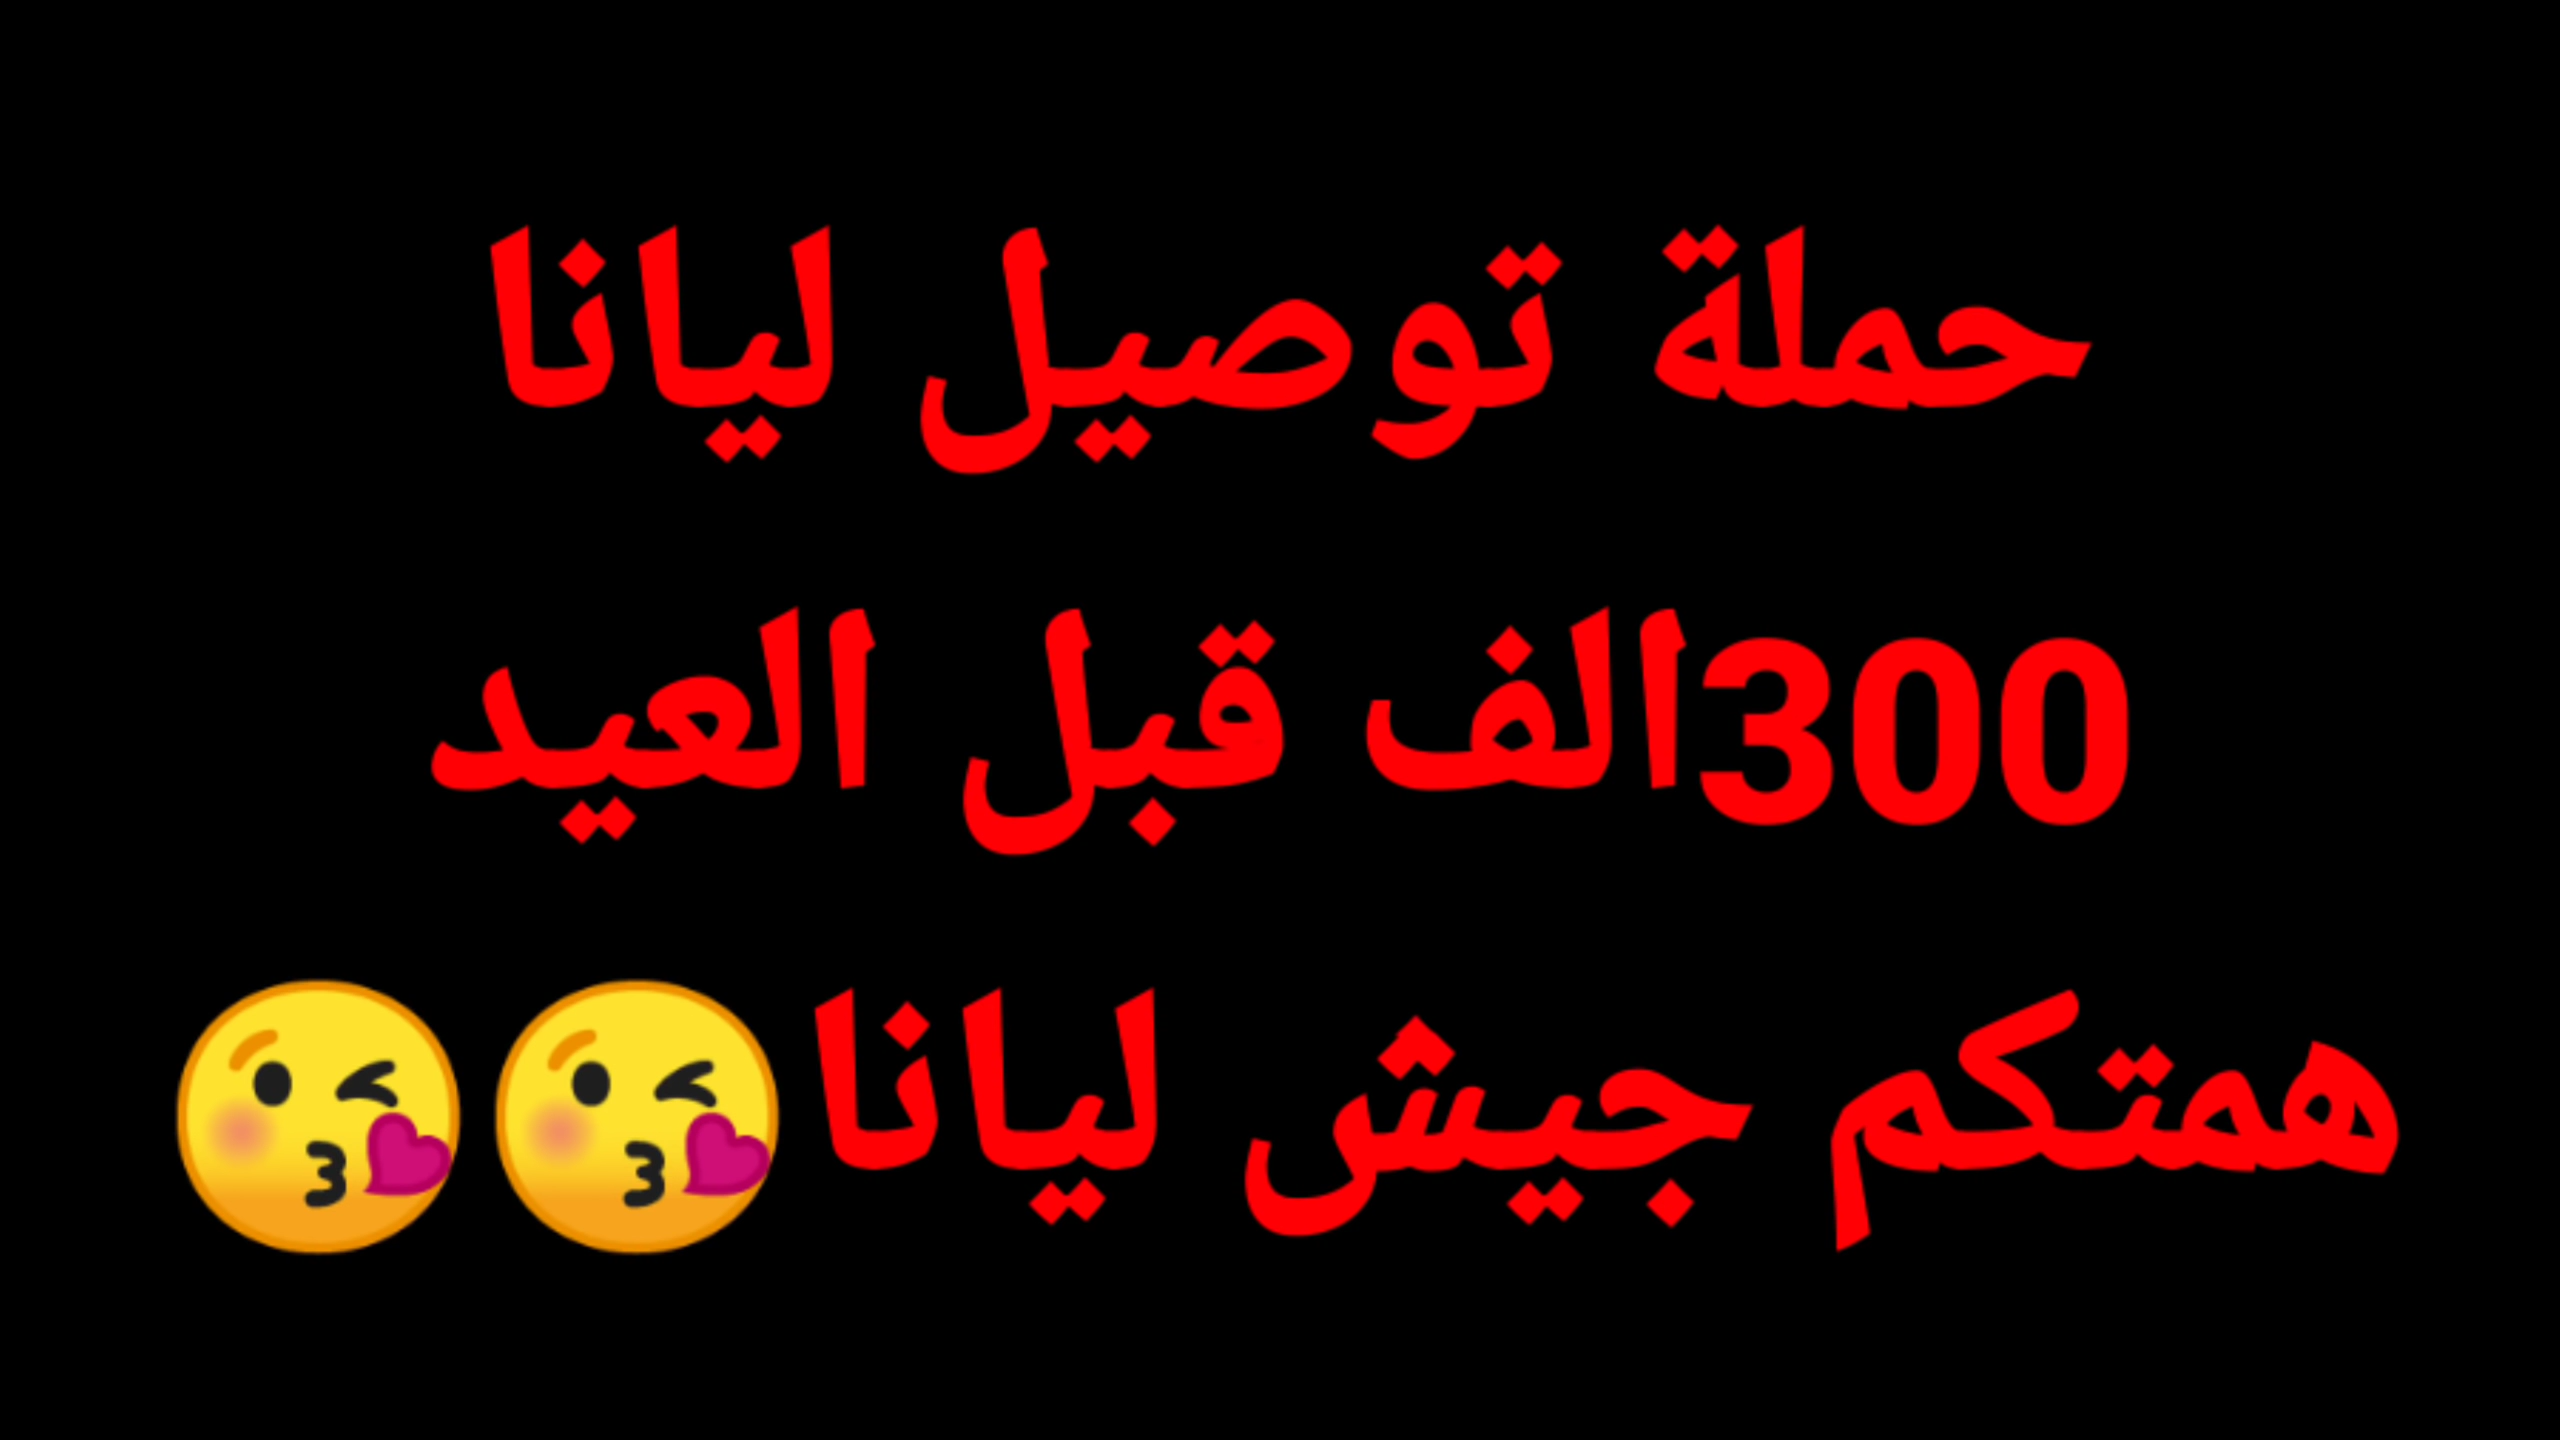 حملة توصيل ليانا
300الف قبل العيد
همتكم جيش ليانا😘😘